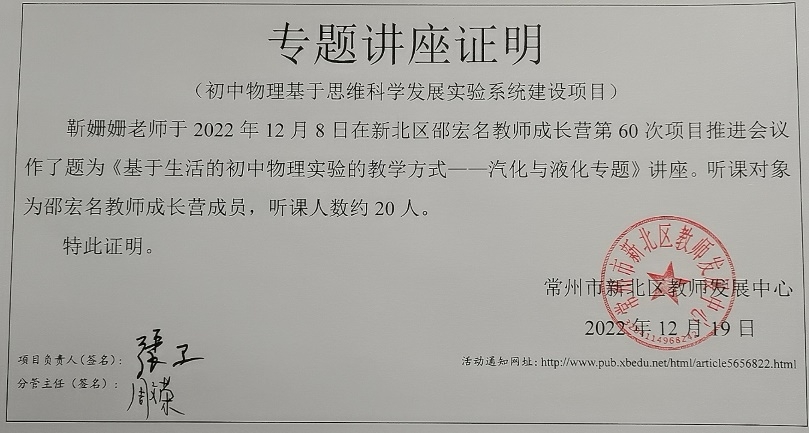 专题讲座证明
（初中物理基于思维科学发展实验系统建设项目）
靳姗姗老师于 2022 年 12 月 8 日在新北区邵宏名教师成长营第 60 次项目推进会议
作了题为《基于生活的初中物理实验的教学方式——汽化与液化专题》讲座。听课对象
为邵宏名教师成长营成员，听课人数约 20 人。
特此证明。
常州市新北区教师发展中心
常州市新北区教师发展中心
2022 年 12 月 19 日
项目负责人（签名）：张
分管主任（签名）：周
活动通知网址：http://www.pub.xbedu.net/html/article5656822.html